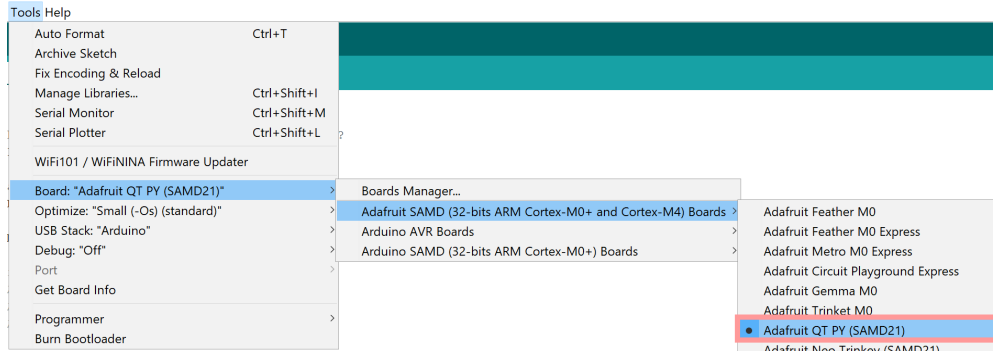 Tools Help
Auto Format Ctrl+T
Archive Sketch
Fix Encoding & Reload
Manage Libraries... Ctrl+Shift+I
Serial Monitor Ctrl+Shift+M
Serial Plotter Ctrl+Shift+L
?
WiFi101 / WiFiNINA Firmware Updater
Board: "Adafruit QT PY (SAMD21)"
Optimize: "Small (-Os) (standard)"
USB Stack: "Arduino"
Debug: "Off"
Port
Get Board Info
Programmer
Burn Bootloader
Boards Manager...
Adafruit SAMD (32-bits ARM Cortex-M0+ and Cortex-M4) Boards
Arduino AVR Boards
Arduino SAMD (32-bits ARM Cortex-M0+) Boards
Adafruit Feather M0
Adafruit Feather M0 Express
Adafruit Metro M0 Express
Adafruit Circuit Playground Express
Adafruit Gemma M0
Adafruit Trinket M0
Adafruit QT PY (SAMD21)
Adafruit Neo Trinkey (SAMD21)